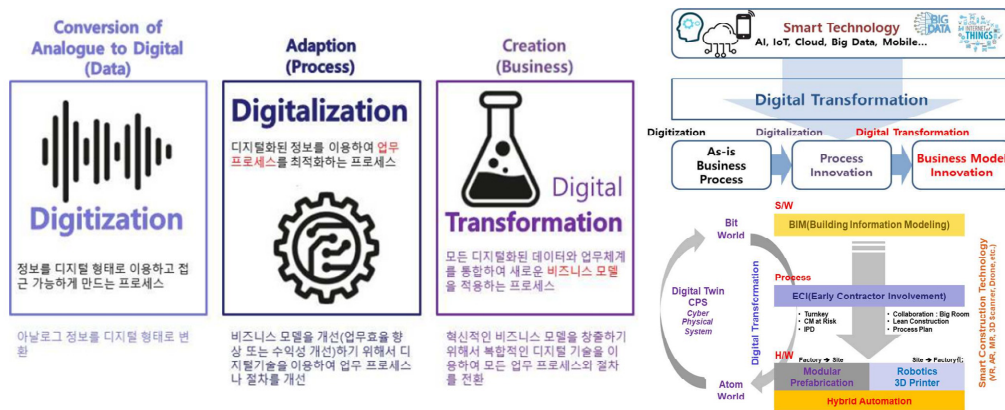 Conversion of
Analogue to Digital
(Data)
Digitization
정보를 디지털 형태로 이용하고 접
근 가능하게 만드는 프로세스
아날로그 정보를 디지털 형태로 변
환
Adaption
(Process)
Digitalization
디지털화된 정보를 이용하여 업무
프로세스를 최적화하는 프로세스
비즈니스 모델을 개선(업무효율 향
상 또는 수익성 개선)하기 위해서 디
지털기술을 이용하여 업무 프로세스
나 절차를 개선
Creation
(Business)
Digital
Transformation
모든 디지털화된 데이터와 업무체계
를 통합하여 새로운 비즈니스 모델
을 적용하는 프로세스
혁신적인 비즈니스 모델을 창출하기
위해서 복합적인 디지털 기술을 이
용하여 모든 업무 프로세스와 절차
를 전환
Smart Technology
AI, IoT, Cloud, Big Data, Mobile...
BIG
DATA
INTERNET
OF
THINGS
Digital Transformation
Digitization
Digitalization
Digital Transformation
As-is
Business
Process
Process
Innovation
Business Model
Innovation
S/W
BIM(Building Information Modeling)
Bit
World
Process
ECI(Early Contractor Involvement)
• Turnkey
• CM at Risk
• IPD
• Collaboration : Big Room
• Lean Construction
• Process Plan
Digital Twin
CPS
Cyber
Physical
System
Digital Transformation
H/W
Factory → Site
Site → Factory
Modular
Prefabrication
Robotics
3D Printer
Hybrid Automation
Atom
World
Smart Construction Technology
(VR, AR, MR, 3D Scanner, Drone, etc.)